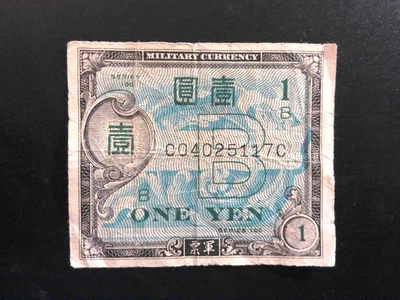 MILITARY CURRENCY
SERIES
100
圓壹
1
B
壹
C04025117C
B
B
ONE YEN
SERIES 100
票軍
1